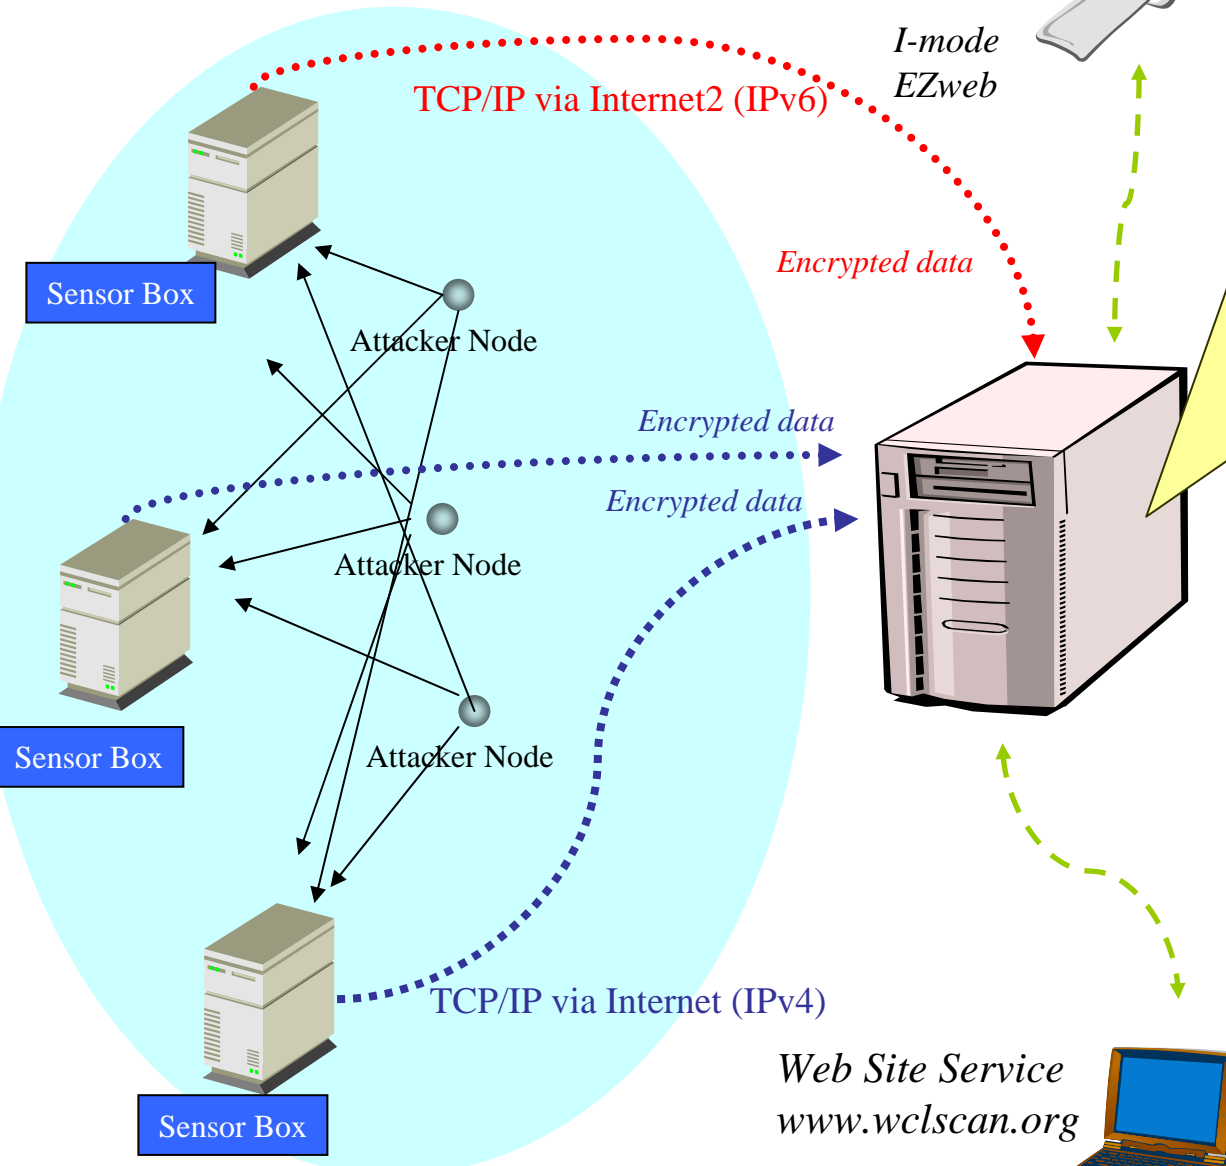 I-mode
EZweb
TCP/IP via Internet2 (IPv6)
Encrypted data
Sensor Box
Attacker Node
Encrypted data
Encrypted data
Attacker Node
Sensor Box
Attacker Node
TCP/IP via Internet (IPv4)
Web Site Service
www.wclscan.org
Sensor Box